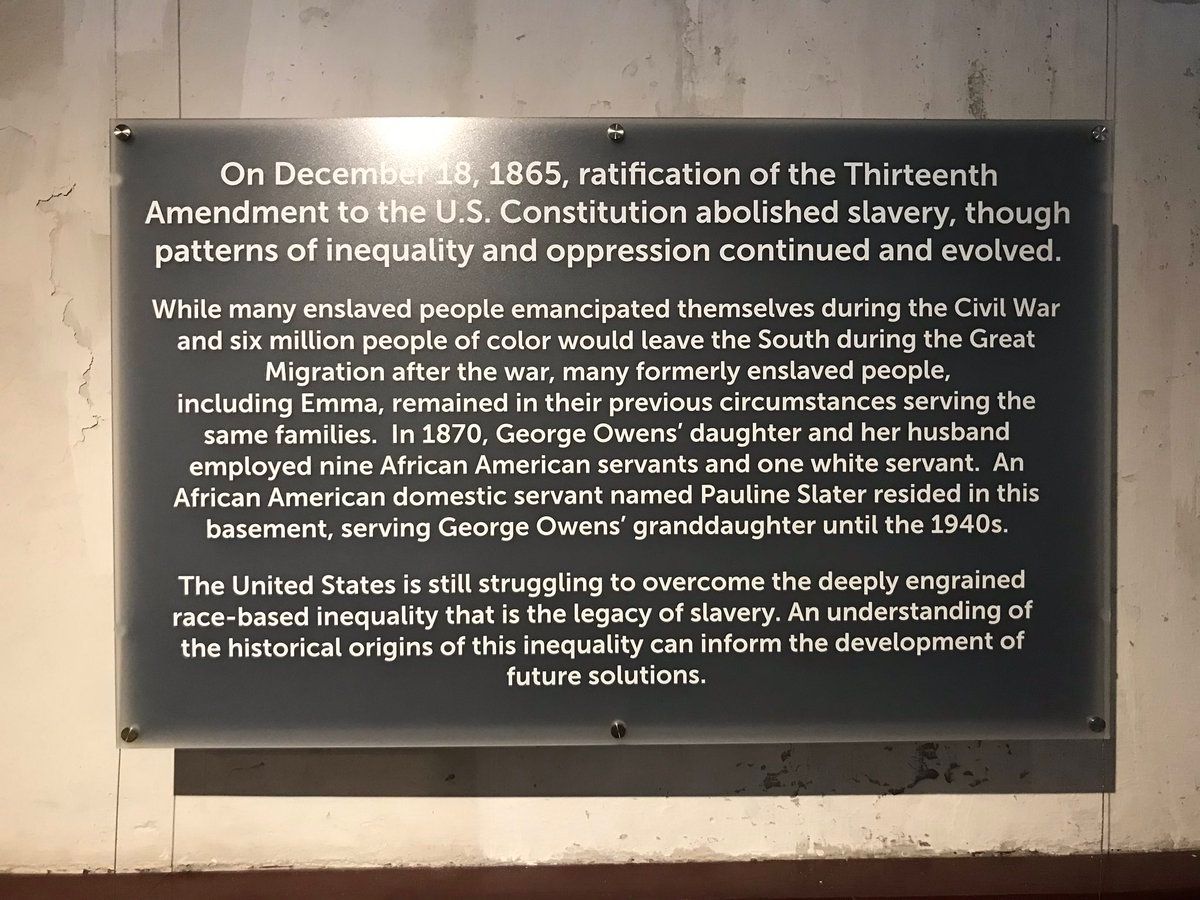 On December 18, 1865, ratification of the Thirteenth
Amendment to the U.S. Constitution abolished slavery, though
patterns of inequality and oppression continued and evolved.
While many enslaved people emancipated themselves during the Civil War
and six million people of color would leave the South during the Great
Migration after the war, many formerly enslaved people,
including Emma, remained in their previous circumstances serving the
same families. In 1870, George Owens’ daughter and her husband
employed nine African American servants and one white servant. An
African American domestic servant named Pauline Slater resided in this
basement, serving George Owens’ granddaughter until the 1940s.
The United States is still struggling to overcome the deeply engrained
race-based inequality that is the legacy of slavery. An understanding of
the historical origins of this inequality can inform the development of
future solutions.